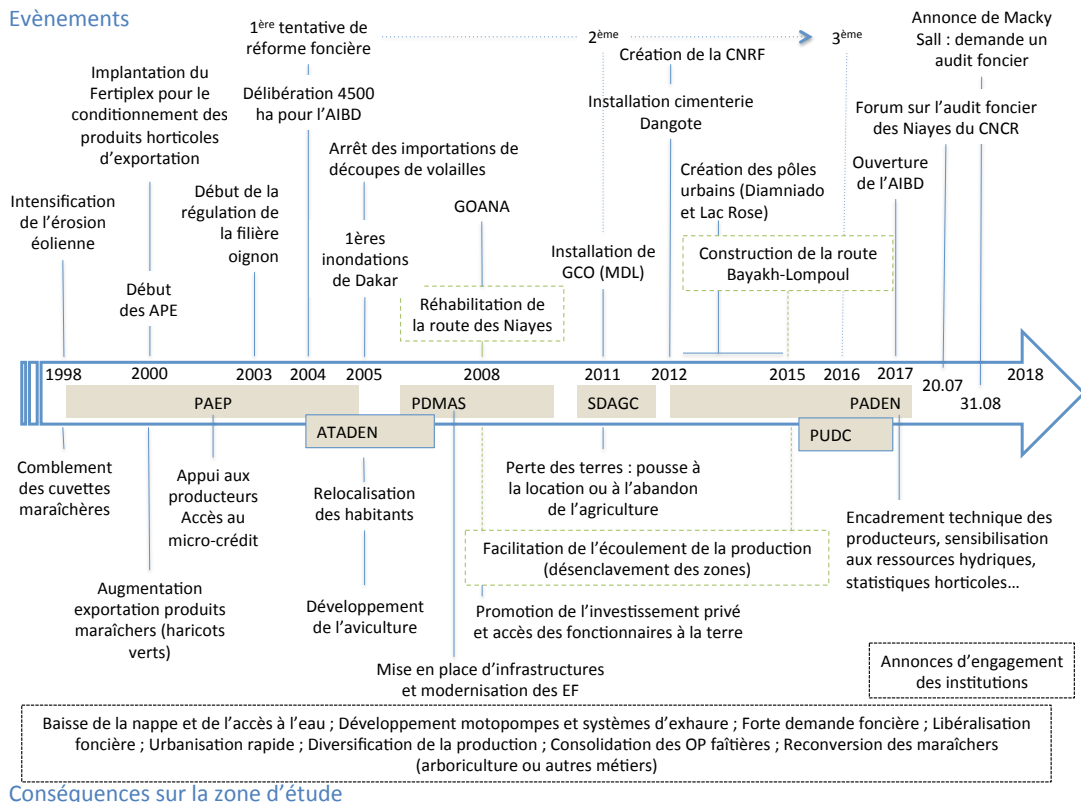 Evènements
1ère tentative de
réforme foncière
2ème
3ème
Annonce de Macky
Sall : demande un
audit foncier
Création de la CNRF
Implantation du
Fertiplex pour le
conditionnement des
produits horticoles
d’exportation
Délibération 4500
ha pour l’AIBD
Installation cimenterie
Dangote
Forum sur l’audit foncier
des Niayes du CNCR
Arrêt des importations de
découpes de volailles
Ouverture
de l’AIBD
Création des pôles
urbains (Diamniado
et Lac Rose)
Intensification
de l’érosion
éolienne
Début de la
régulation de
la filière
oignon
GOANA
1ères
inondations
de Dakar
Installation de
GCO (MDL)
Construction de la route
Bayakh-Lompoul
Début
des APE
Réhabilitation de
la route des Niayes
1998
2000
2003
2004
2005
2008
2011
2012
2015
2016
2017
20.07
31.08
2018
PAEP
PDMAS
SDAGC
PADEN
ATADEN
PUDC
Comblement
des cuvettes
maraîchères
Appui aux
producteurs
Accès au
micro-crédit
Relocalisation
des habitants
Perte des terres : pousse à
la location ou à l’abandon
de l’agriculture
Encadrement technique des
producteurs, sensibilisation
aux ressources hydriques,
statistiques horticoles…
Facilitation de l’écoulement de la production
(désenclavement des zones)
Augmentation
exportation produits
maraîchers (haricots
verts)
Développement
de l’aviculture
Promotion de l’investissement privé
et accès des fonctionnaires à la terre
Mise en place d’infrastructures
et modernisation des EF
Annonces d’engagement
des institutions
Baisse de la nappe et de l’accès à l’eau ; Développement motopompes et systèmes d’exhaure ; Forte demande foncière ; Libéralisation
foncière ; Urbanisation rapide ; Diversification de la production ; Consolidation des OP faîtières ; Reconversion des maraîchers
(arboriculture ou autres métiers)
Conséquences sur la zone d’étude